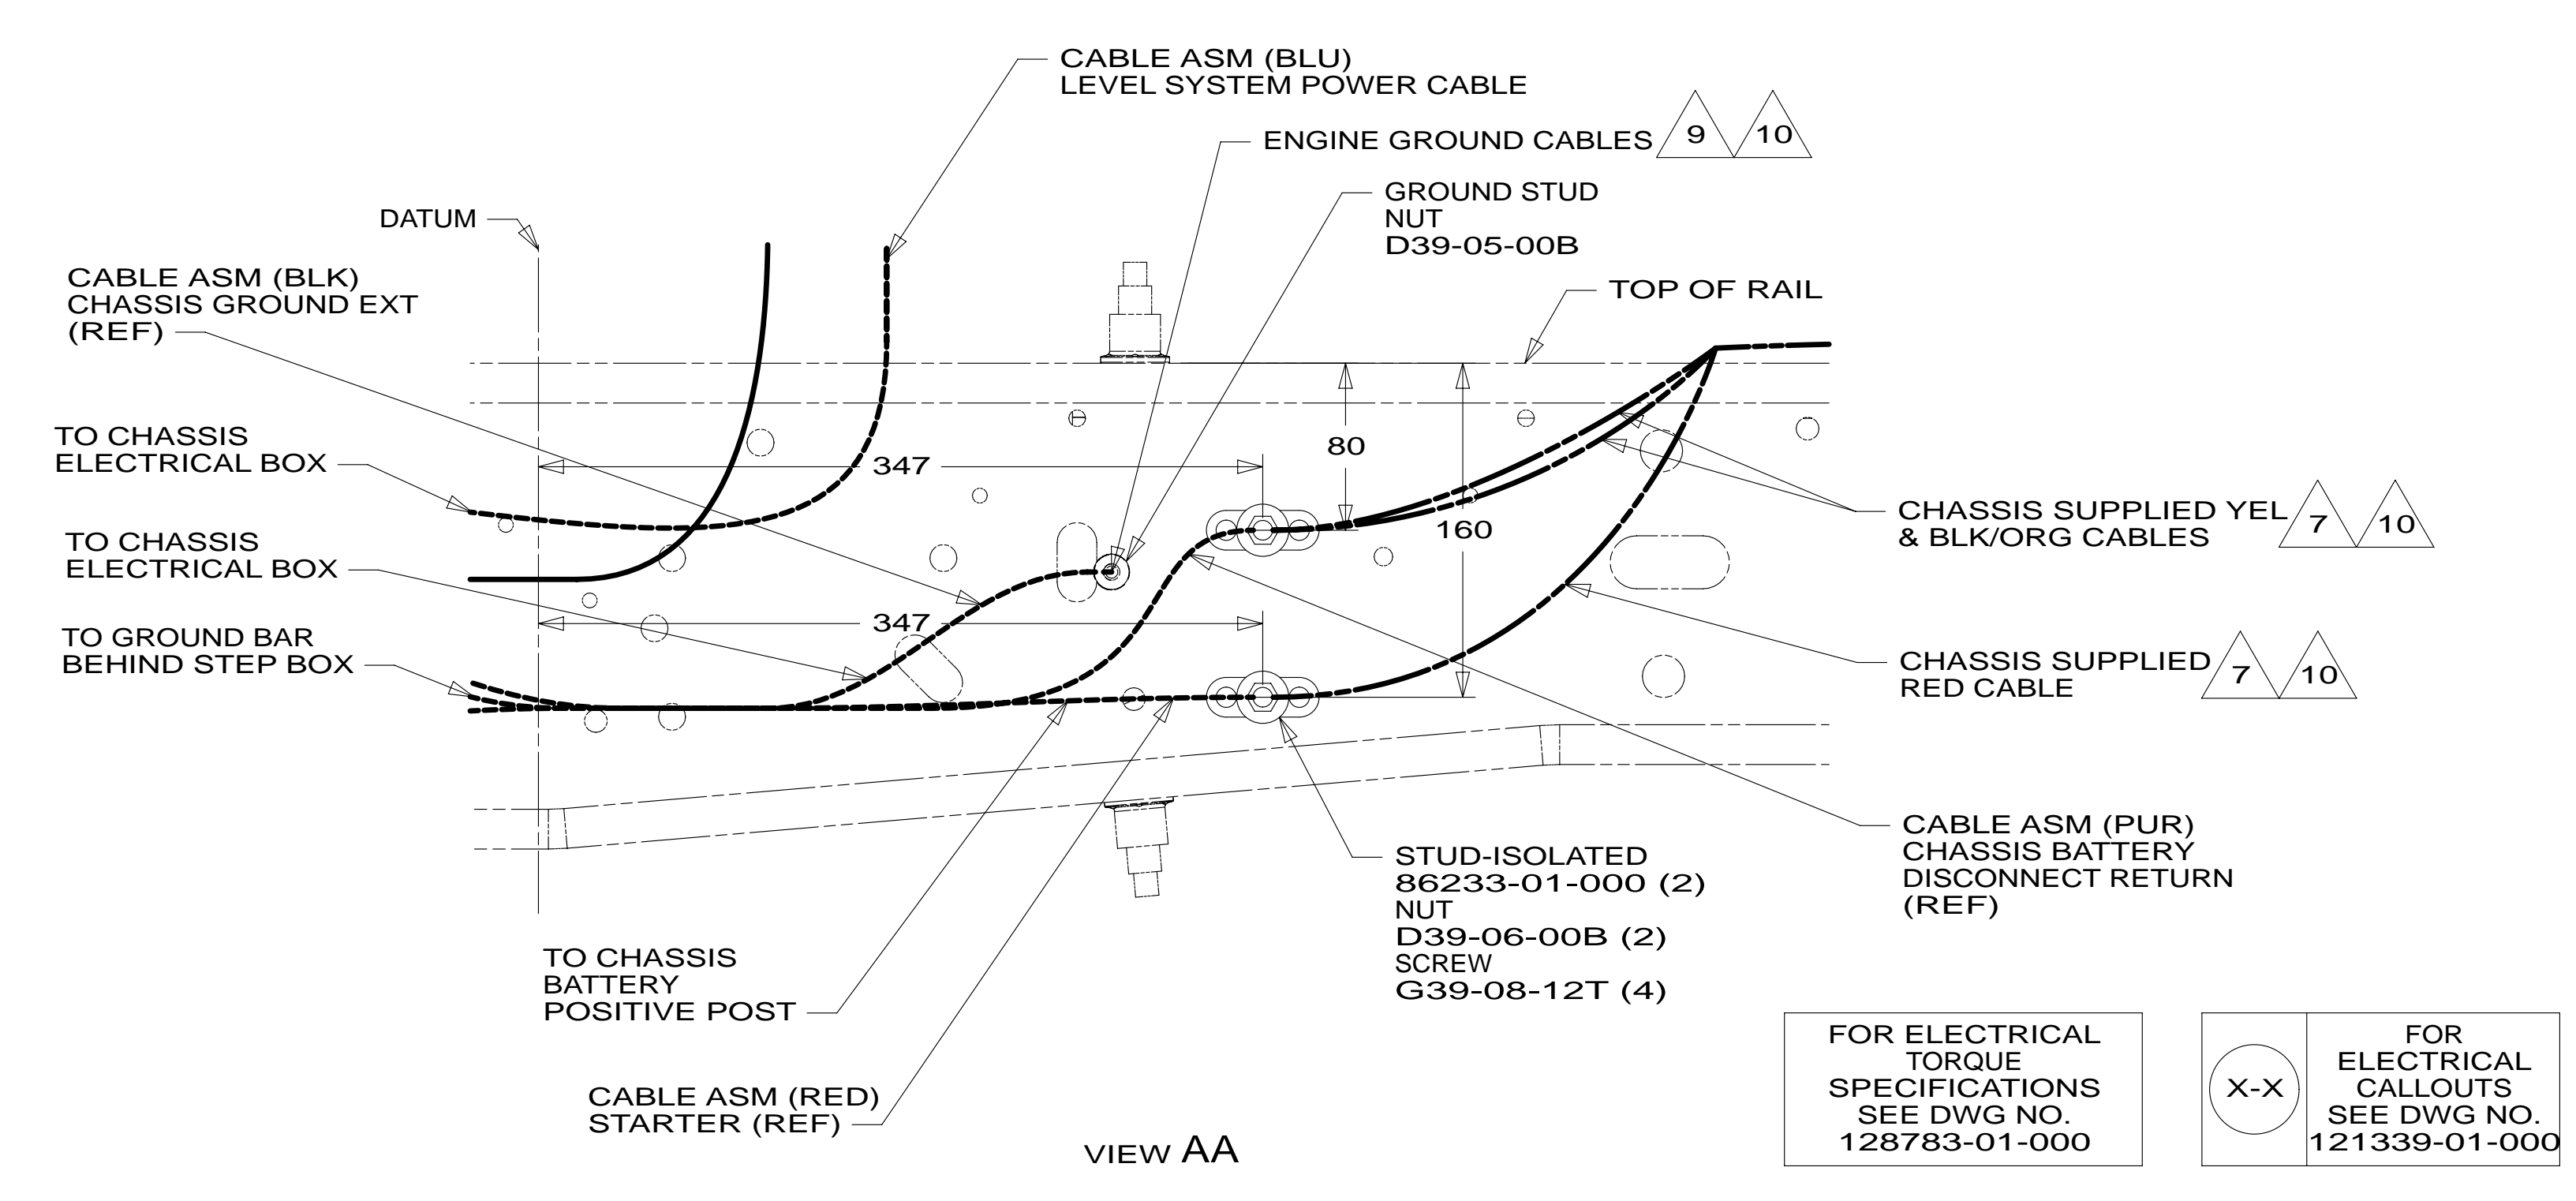 CABLE ASM (BLU)
LEVEL SYSTEM POWER CABLE
ENGINE GROUND CABLES
9
10
GROUND STUD
NUT
D39-05-00B
DATUM
CABLE ASM (BLK)
CHASSIS GROUND EXT
(REF)
TOP OF RAIL
TO CHASSIS
ELECTRICAL BOX
347
80
160
CHASSIS SUPPLIED YEL
& BLK/ORG CABLES
7
10
TO CHASSIS
ELECTRICAL BOX
347
TO GROUND BAR
BEHIND STEP BOX
CHASSIS SUPPLIED
RED CABLE
7
10
CABLE ASM (PUR)
CHASSIS BATTERY
DISCONNECT RETURN
(REF)
STUD-ISOLATED
86233-01-000 (2)
NUT
D39-06-00B (2)
SCREW
G39-08-12T (4)
TO CHASSIS
BATTERY
POSITIVE POST
CABLE ASM (RED)
STARTER (REF)
VIEW AA
FOR ELECTRICAL
TORQUE
SPECIFICATIONS
SEE DWG NO.
128783-01-000
X-X
FOR
ELECTRICAL
CALLOUTS
SEE DWG NO.
121339-01-000